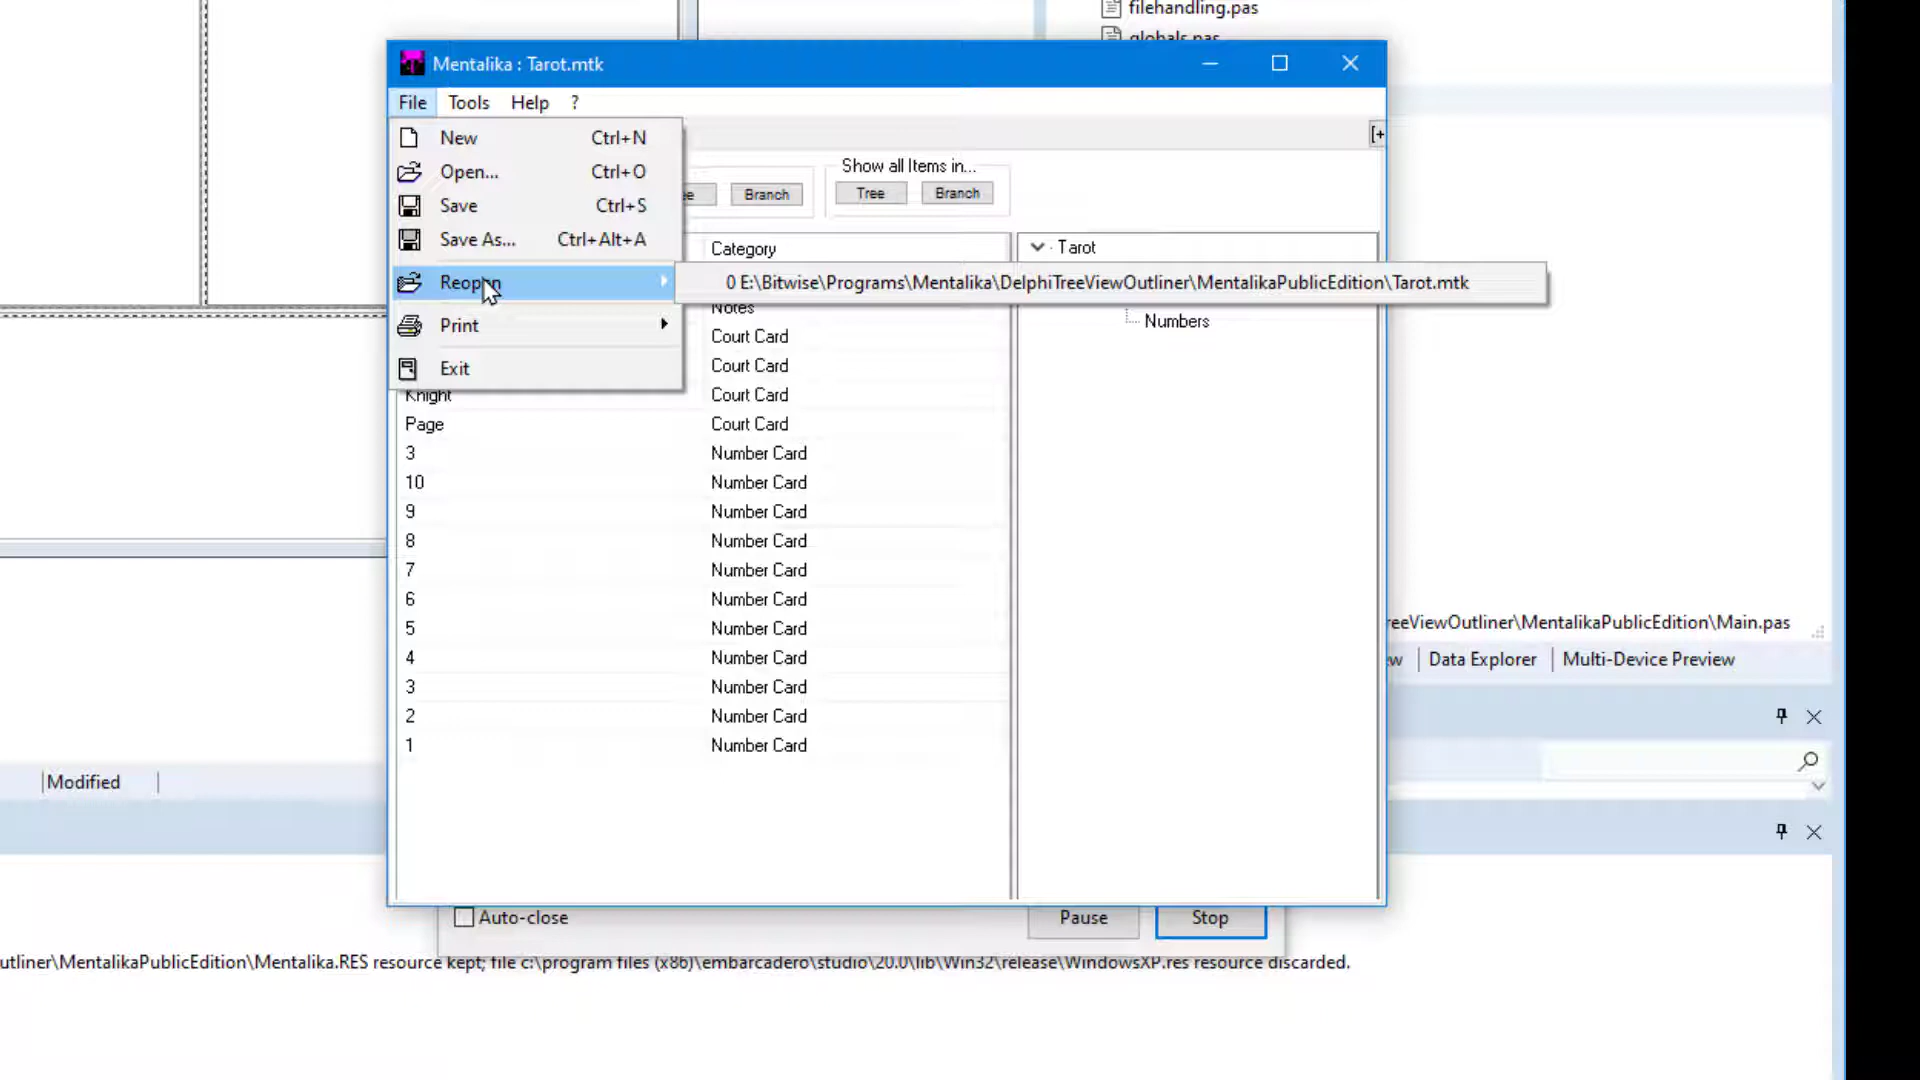 filehandling.pas
globals.pas
Mentalika : Tarot.mtk
File Tools Help ?
New Ctrl+N
Open... Ctrl+O
Save Ctrl+S
Save As... Ctrl+Alt+A
Reopen
Print
Exit
0 E:\Bitwise\Programs\Mentalika\DelphiTreeViewOutliner\MentalikaPublicEdition\Tarot.mtk
[+
Branch
Show all Items in...
Tree Branch
Category
Tarot
Numbers
Notes
Court Card
Court Card
Knight Court Card
Page Court Card
3 Number Card
10 Number Card
9 Number Card
8 Number Card
7 Number Card
6 Number Card
5 Number Card
4 Number Card
3 Number Card
2 Number Card
1 Number Card
reeViewOutliner\MentalikaPublicEdition\Main.pas
Data Explorer Multi-Device Preview
Modified
Auto-close Pause Stop
utliner\MentalikaPublicEdition\Mentalika.RES resource kept; file c:\program files (x86)\embarcadero\studio\20.0\lib\Win32\release\WindowsXP.res resource discarded.